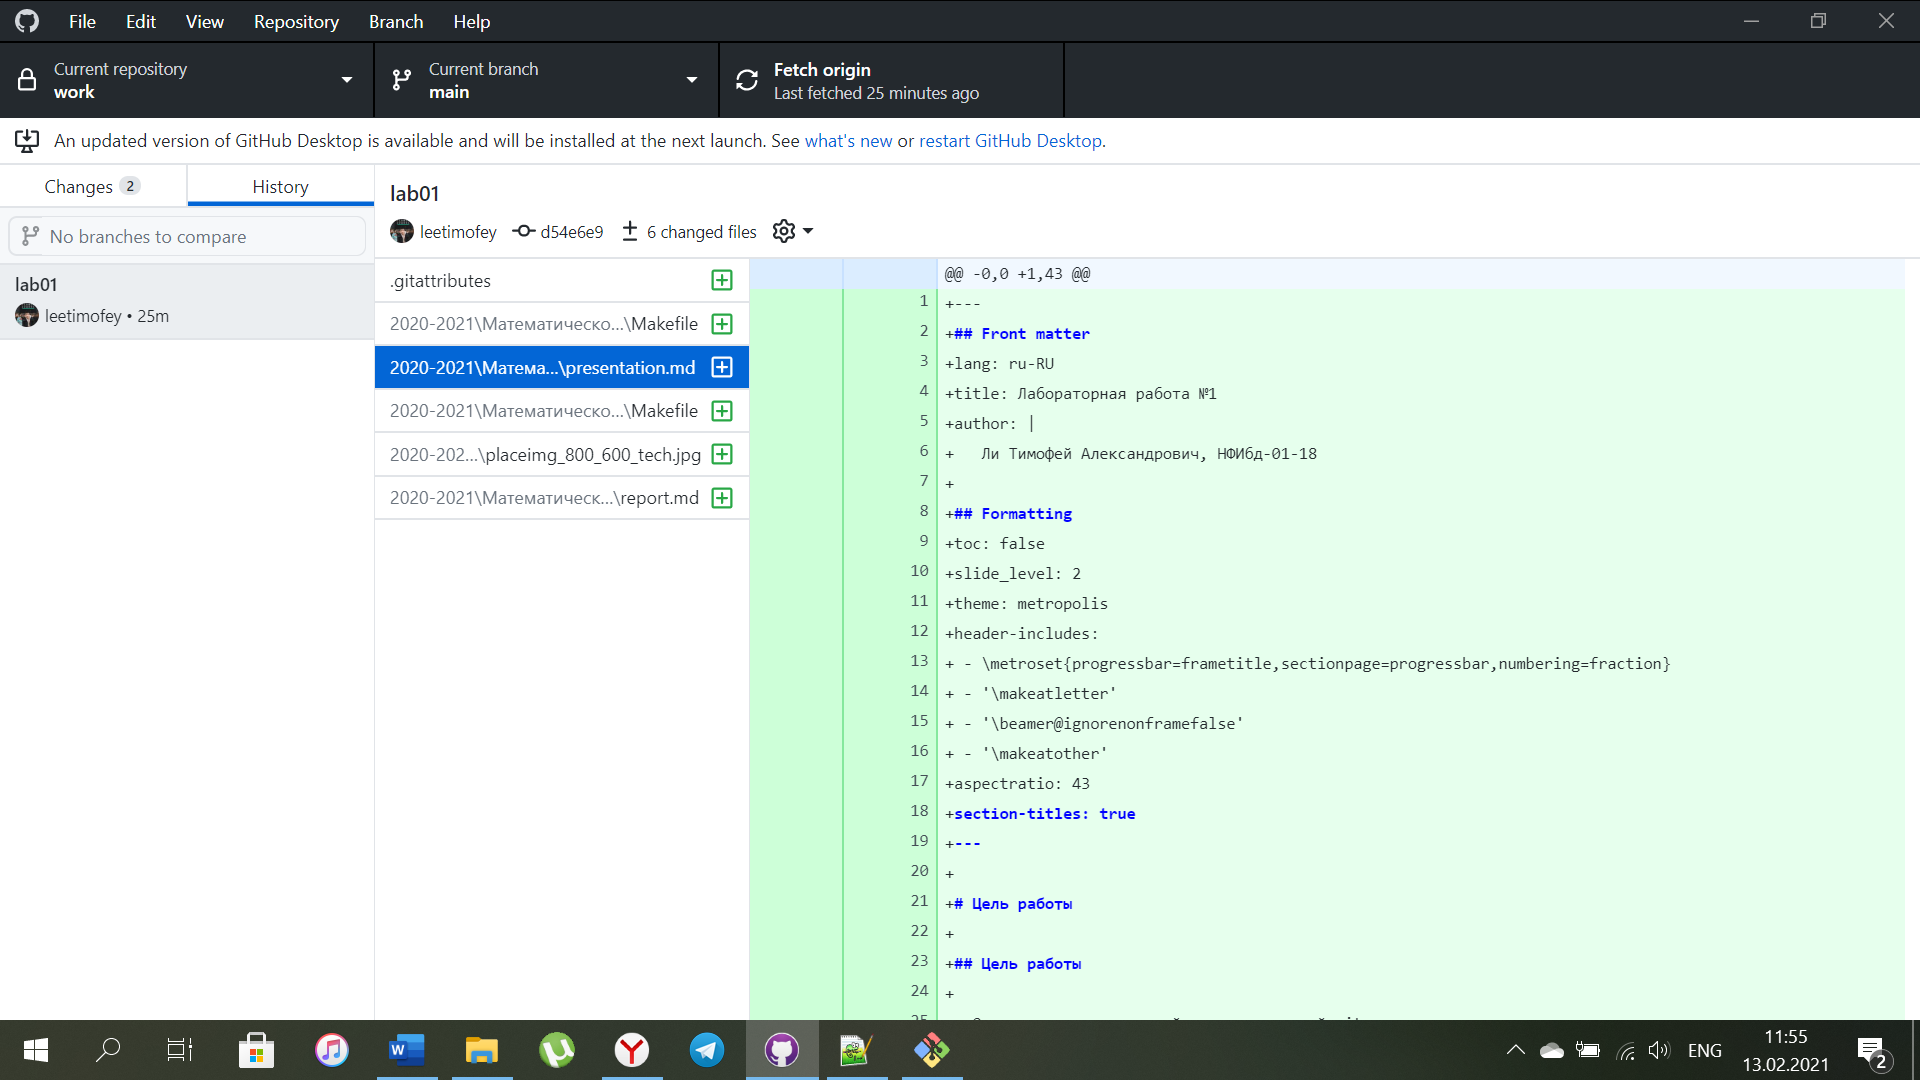 File Edit View Repository Branch Help
Current repository
work
Current branch
main
Fetch origin
Last fetched 25 minutes ago
An updated version of GitHub Desktop is available and will be installed at the next launch. See what's new or restart GitHub Desktop.
Changes 2
History
No branches to compare
lab01
leetimofey • 25m
lab01
leetimofey d54e6e9 6 changed files
.gitattributes
2020-2021\Математическо...\Makefile
2020-2021\Матема...\presentation.md
2020-2021\Математическо...\Makefile
2020-202...\placeimg_800_600_tech.jpg
2020-2021\Математическ...\report.md
@@ -0,0 +1,43 @@
1 +---
2 +## Front matter
3 +lang: ru-RU
4 +title: Лабораторная работа №1
5 +author: |
6 + Ли Тимофей Александрович, НФИбд-01-18
7 +
8 +## Formatting
9 +toc: false
10 +slide_level: 2
11 +theme: metropolis
12 +header-includes:
13 + - \metroset{progressbar=frametitle,sectionpage=progressbar,numbering=fraction}
14 + - '\makeatletter'
15 + - '\beamer@ignorenonframefalse'
16 + - '\makeatother'
17 +aspectratio: 43
18 +section-titles: true
19 +---
20 +
21 +# Цель работы
22 +
23 +## Цель работы
24 +
25
ENG
11:55
13.02.2021
2